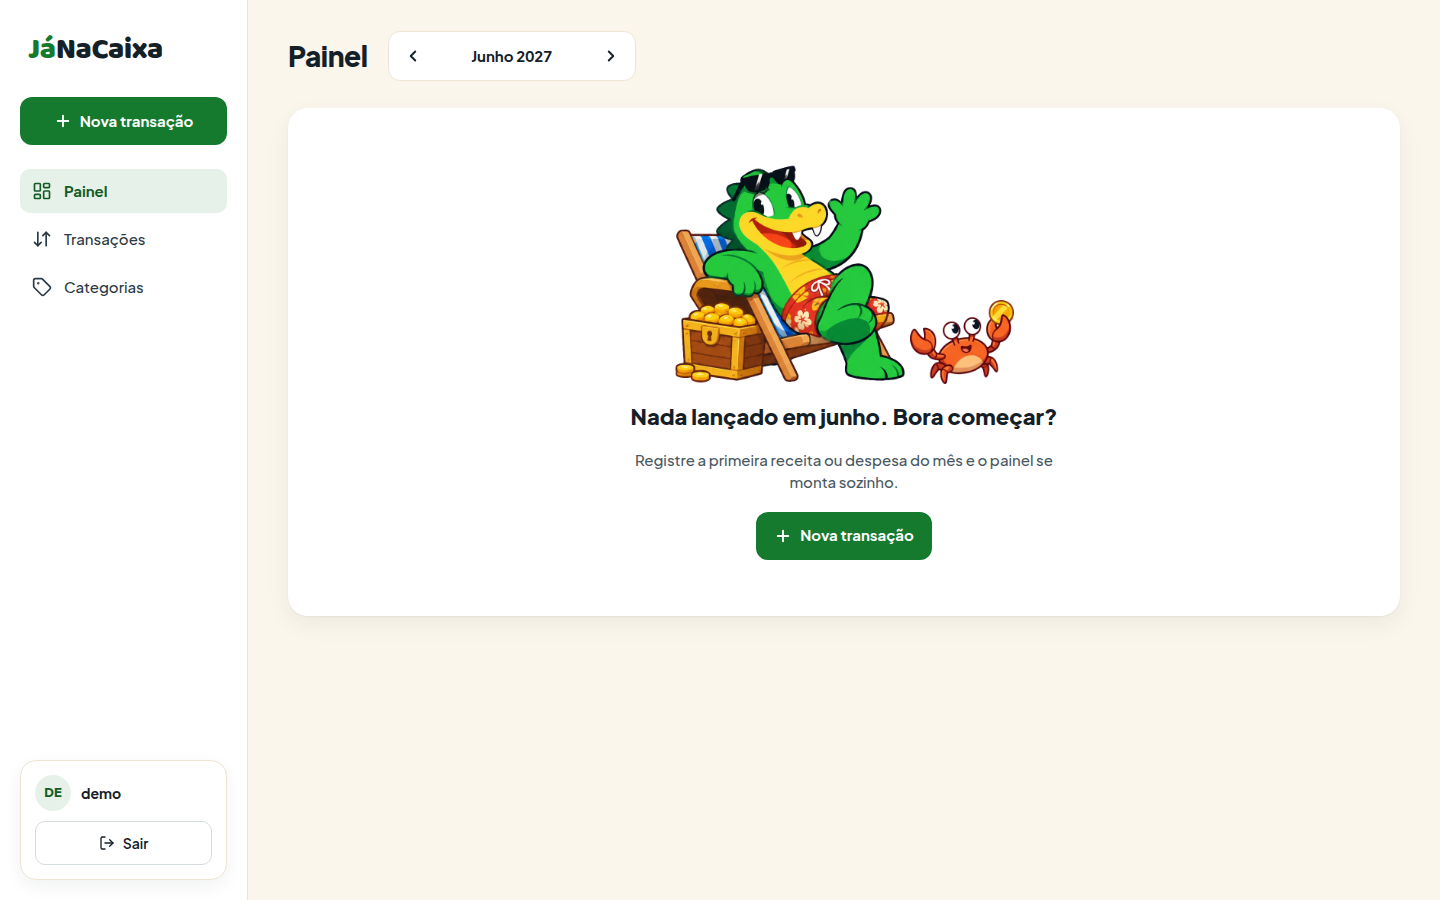 JáNaCaixa
Nova transação
Painel
Transações
Categorias
DE
demo
Sair
Painel
Junho 2027
Nada lançado em junho. Bora começar?
Registre a primeira receita ou despesa do mês e o painel se
monta sozinho.
Nova transação